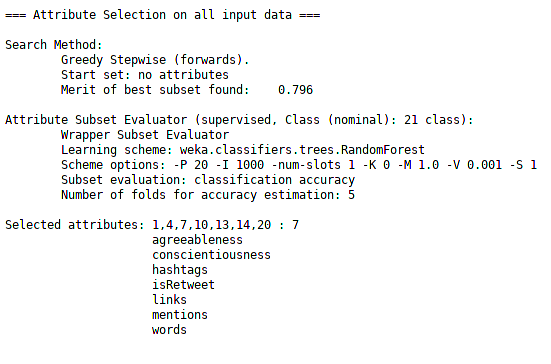 === Attribute Selection on all input data ===
Search Method:
Greedy Stepwise (forwards).
Start set: no attributes
Merit of best subset found:    0.796
Attribute Subset Evaluator (supervised, Class (nominal): 21 class):
Wrapper Subset Evaluator
Learning scheme: weka.classifiers.trees.RandomForest
Scheme options: -P 20 -I 1000 -num-slots 1 -K 0 -M 1.0 -V 0.001 -S 1
Subset evaluation: classification accuracy
Number of folds for accuracy estimation: 5
Selected attributes: 1,4,7,10,13,14,20 : 7
agreeableness
conscientiousness
hashtags
isRetweet
links
mentions
words